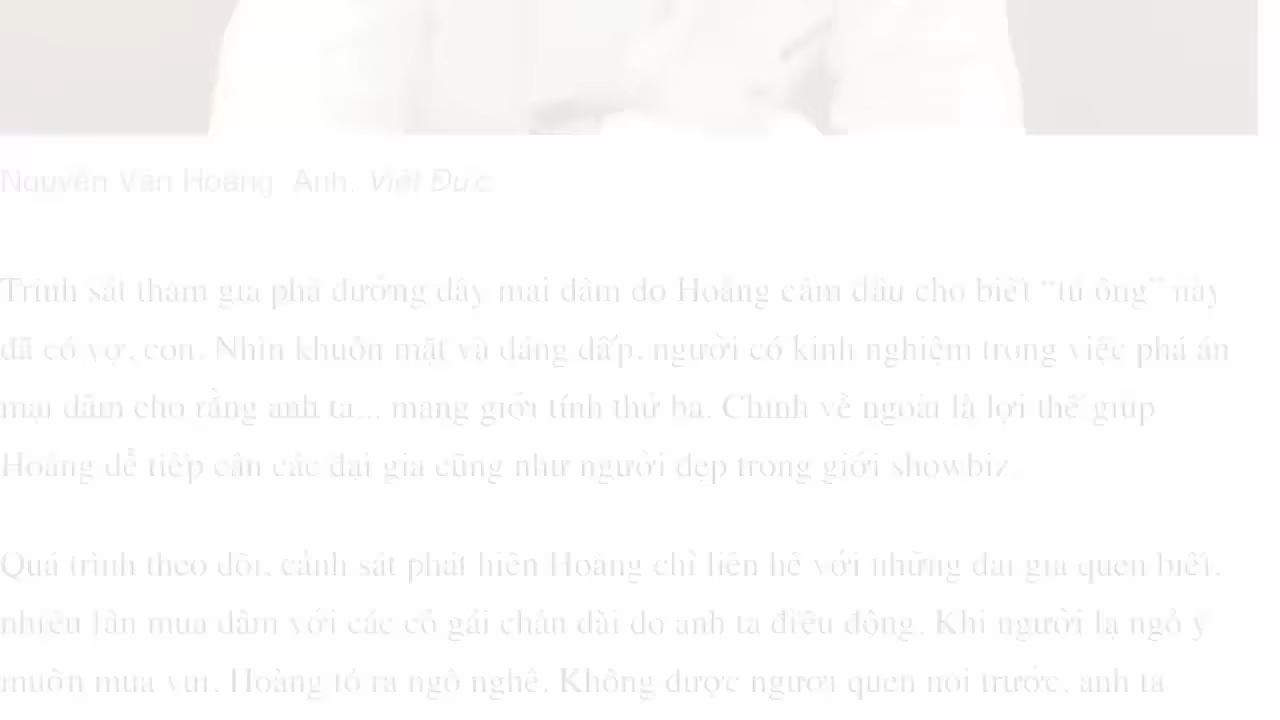 Nguyễn Văn Hoàng. Ảnh: Việt Đức.
Trinh sát tham gia phá đường dây mại dâm do Hoàng cầm đầu cho biết “tú ông” này
đã có vợ, con. Nhìn khuôn mặt và dáng dấp, người có kinh nghiệm trong việc phá án
mại dâm cho rằng anh ta... mang giới tính thứ ba. Chính vẻ ngoài là lợi thế giúp
Hoàng dễ tiếp cận các đại gia cũng như người đẹp trong giới showbiz.
Quá trình theo dõi, cảnh sát phát hiện Hoàng chỉ liên hệ với những đại gia quen biết,
nhiều lần mua dâm với các cô gái chân dài do anh ta điều động. Khi người lạ ngỏ ý
muốn mua vui, Hoàng tỏ ra ngô nghê. Không được người quen nói trước, anh ta